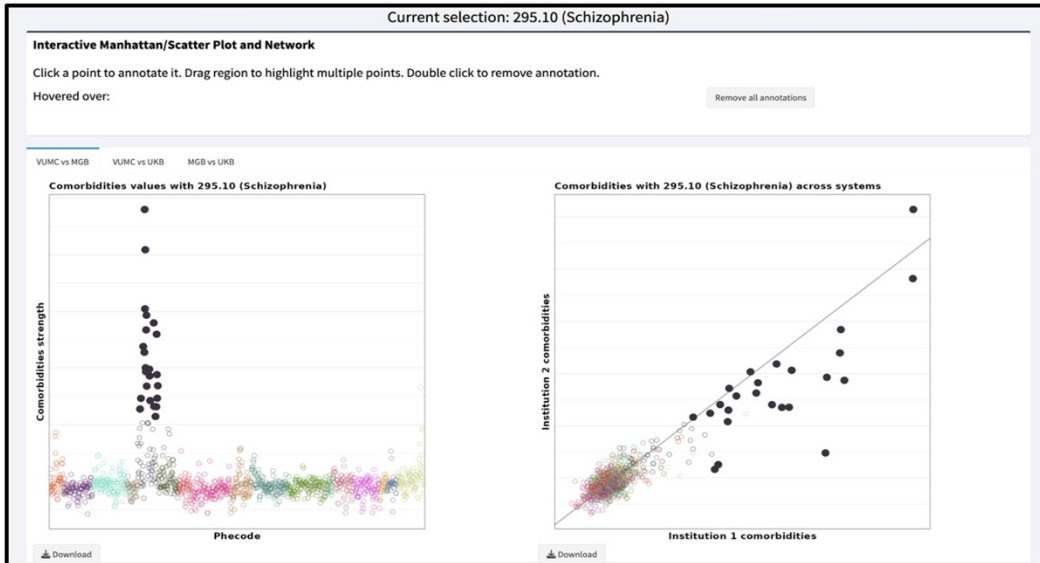 Current selection: 295.10 (Schizophrenia)
Interactive Manhattan/Scatter Plot and Network
Click a point to annotate it. Drag region to highlight multiple points. Double click to remove annotation.
Hovered over:
Remove all annotations
VUMC vs MGB
VUMC vs UKB
MGB vs UKB
Comorbidities values with 295.10 (Schizophrenia)
Comorbidities strength
Phecode
Download
Comorbidities with 295.10 (Schizophrenia) across systems
Institution 2 comorbidities
Institution 1 comorbidities
Download